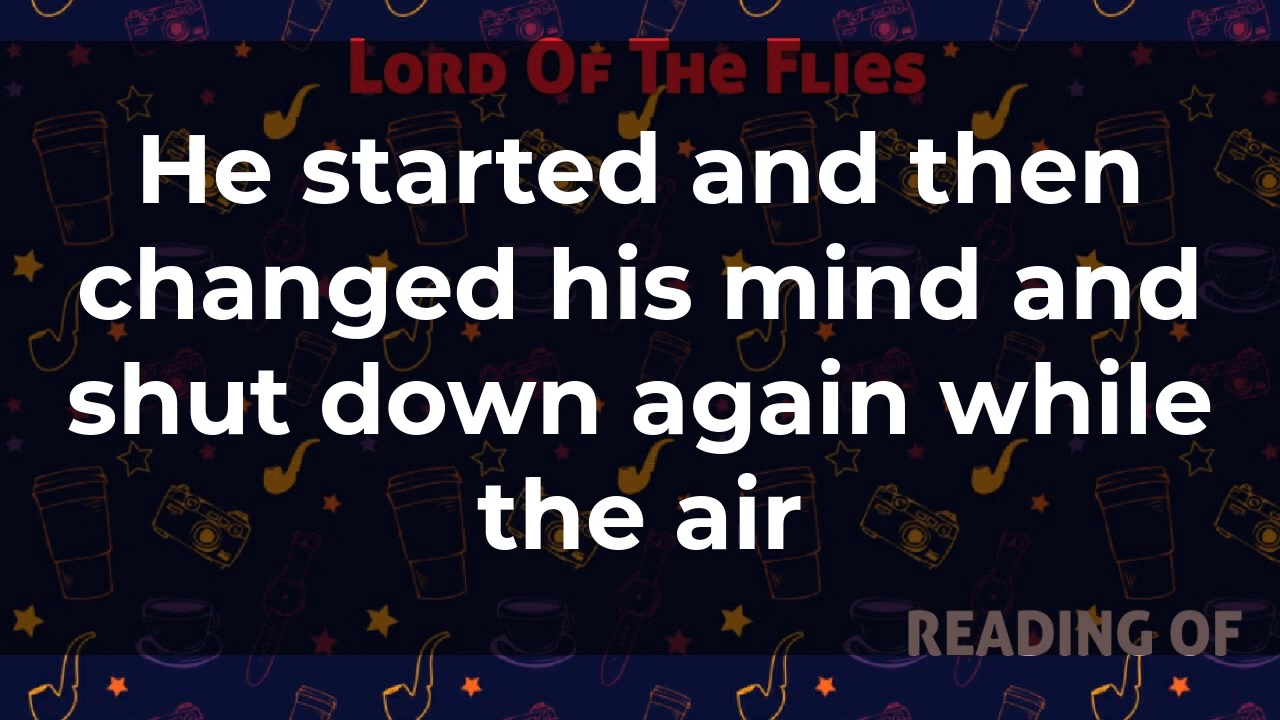 Lord Of The Flies
He started and then
changed his mind and
shut down again while
the air
READING OF